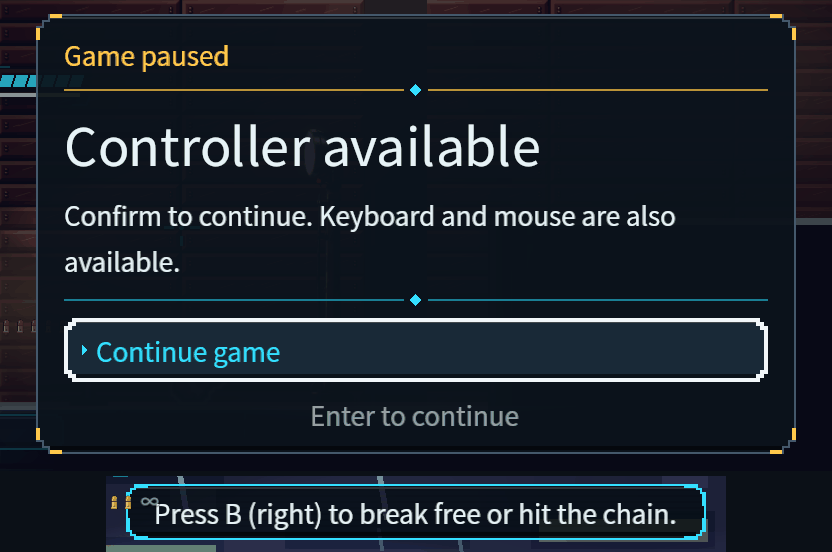 Game paused
Controller available
Confirm to continue. Keyboard and mouse are also
available.
Continue game
Enter to continue
∞
Press B (right) to break free or hit the chain.